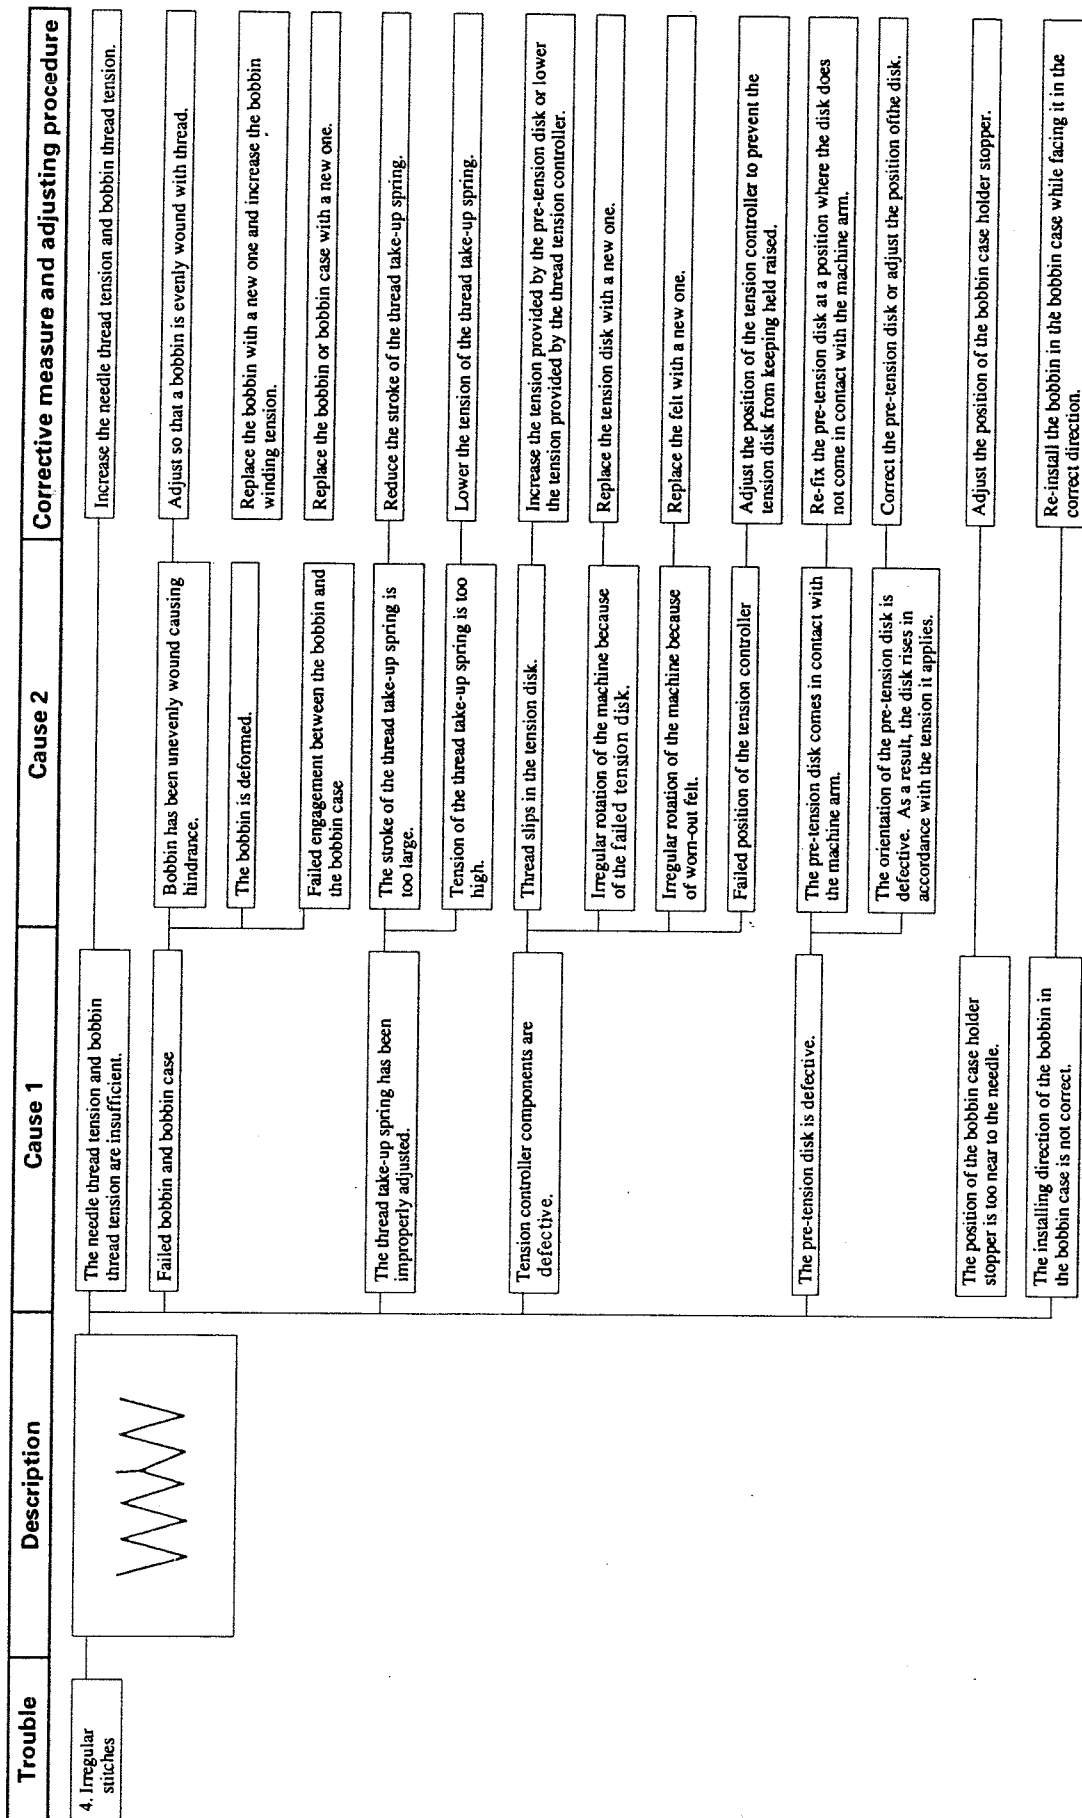 Trouble
Description
Cause 1
Cause 2
Corrective measure and adjusting procedure
4. Irregular
stitches
The needle thread tension and bobbin
thread tension are insufficient.
Increase the needle thread tension and bobbin thread tension.
Failed bobbin and bobbin case
Bobbin has been unevenly wound causing
hindrance.
Adjust so that a bobbin is evenly wound with thread.
The bobbin is deformed.
Replace the bobbin with a new one and increase the bobbin
winding tension.
Failed engagement between the bobbin and
the bobbin case
Replace the bobbin or bobbin case with a new one.
The thread take-up spring has been
improperly adjusted.
The stroke of the thread take-up spring is
too large.
Reduce the stroke of the thread take-up spring.
Tension of the thread take-up spring is too
high.
Lower the tension of the thread take-up spring.
Tension controller components are
defective.
Thread slips in the tension disk.
Increase the tension provided by the pre-tension disk or lower
the tension provided by the thread tension controller.
Irregular rotation of the machine because
of the failed tension disk.
Replace the tension disk with a new one.
Irregular rotation of the machine because
of worn-out felt.
Replace the felt with a new one.
Failed position of the tension controller
Adjust the position of the tension controller to prevent the
tension disk from keeping held raised.
The pre-tension disk is defective.
The pre-tension disk comes in contact with
the machine arm.
Re-fix the pre-tension disk at a position where the disk does
not come in contact with the machine arm.
The orientation of the pre-tension disk is
defective. As a result, the disk rises in
accordance with the tension it applies.
Correct the pre-tension disk or adjust the position ofthe disk.
The position of the bobbin case holder
stopper is too near to the needle.
Adjust the position of the bobbin case holder stopper.
The installing direction of the bobbin in
the bobbin case is not correct.
Re-install the bobbin in the bobbin case while facing it in the
correct direction.